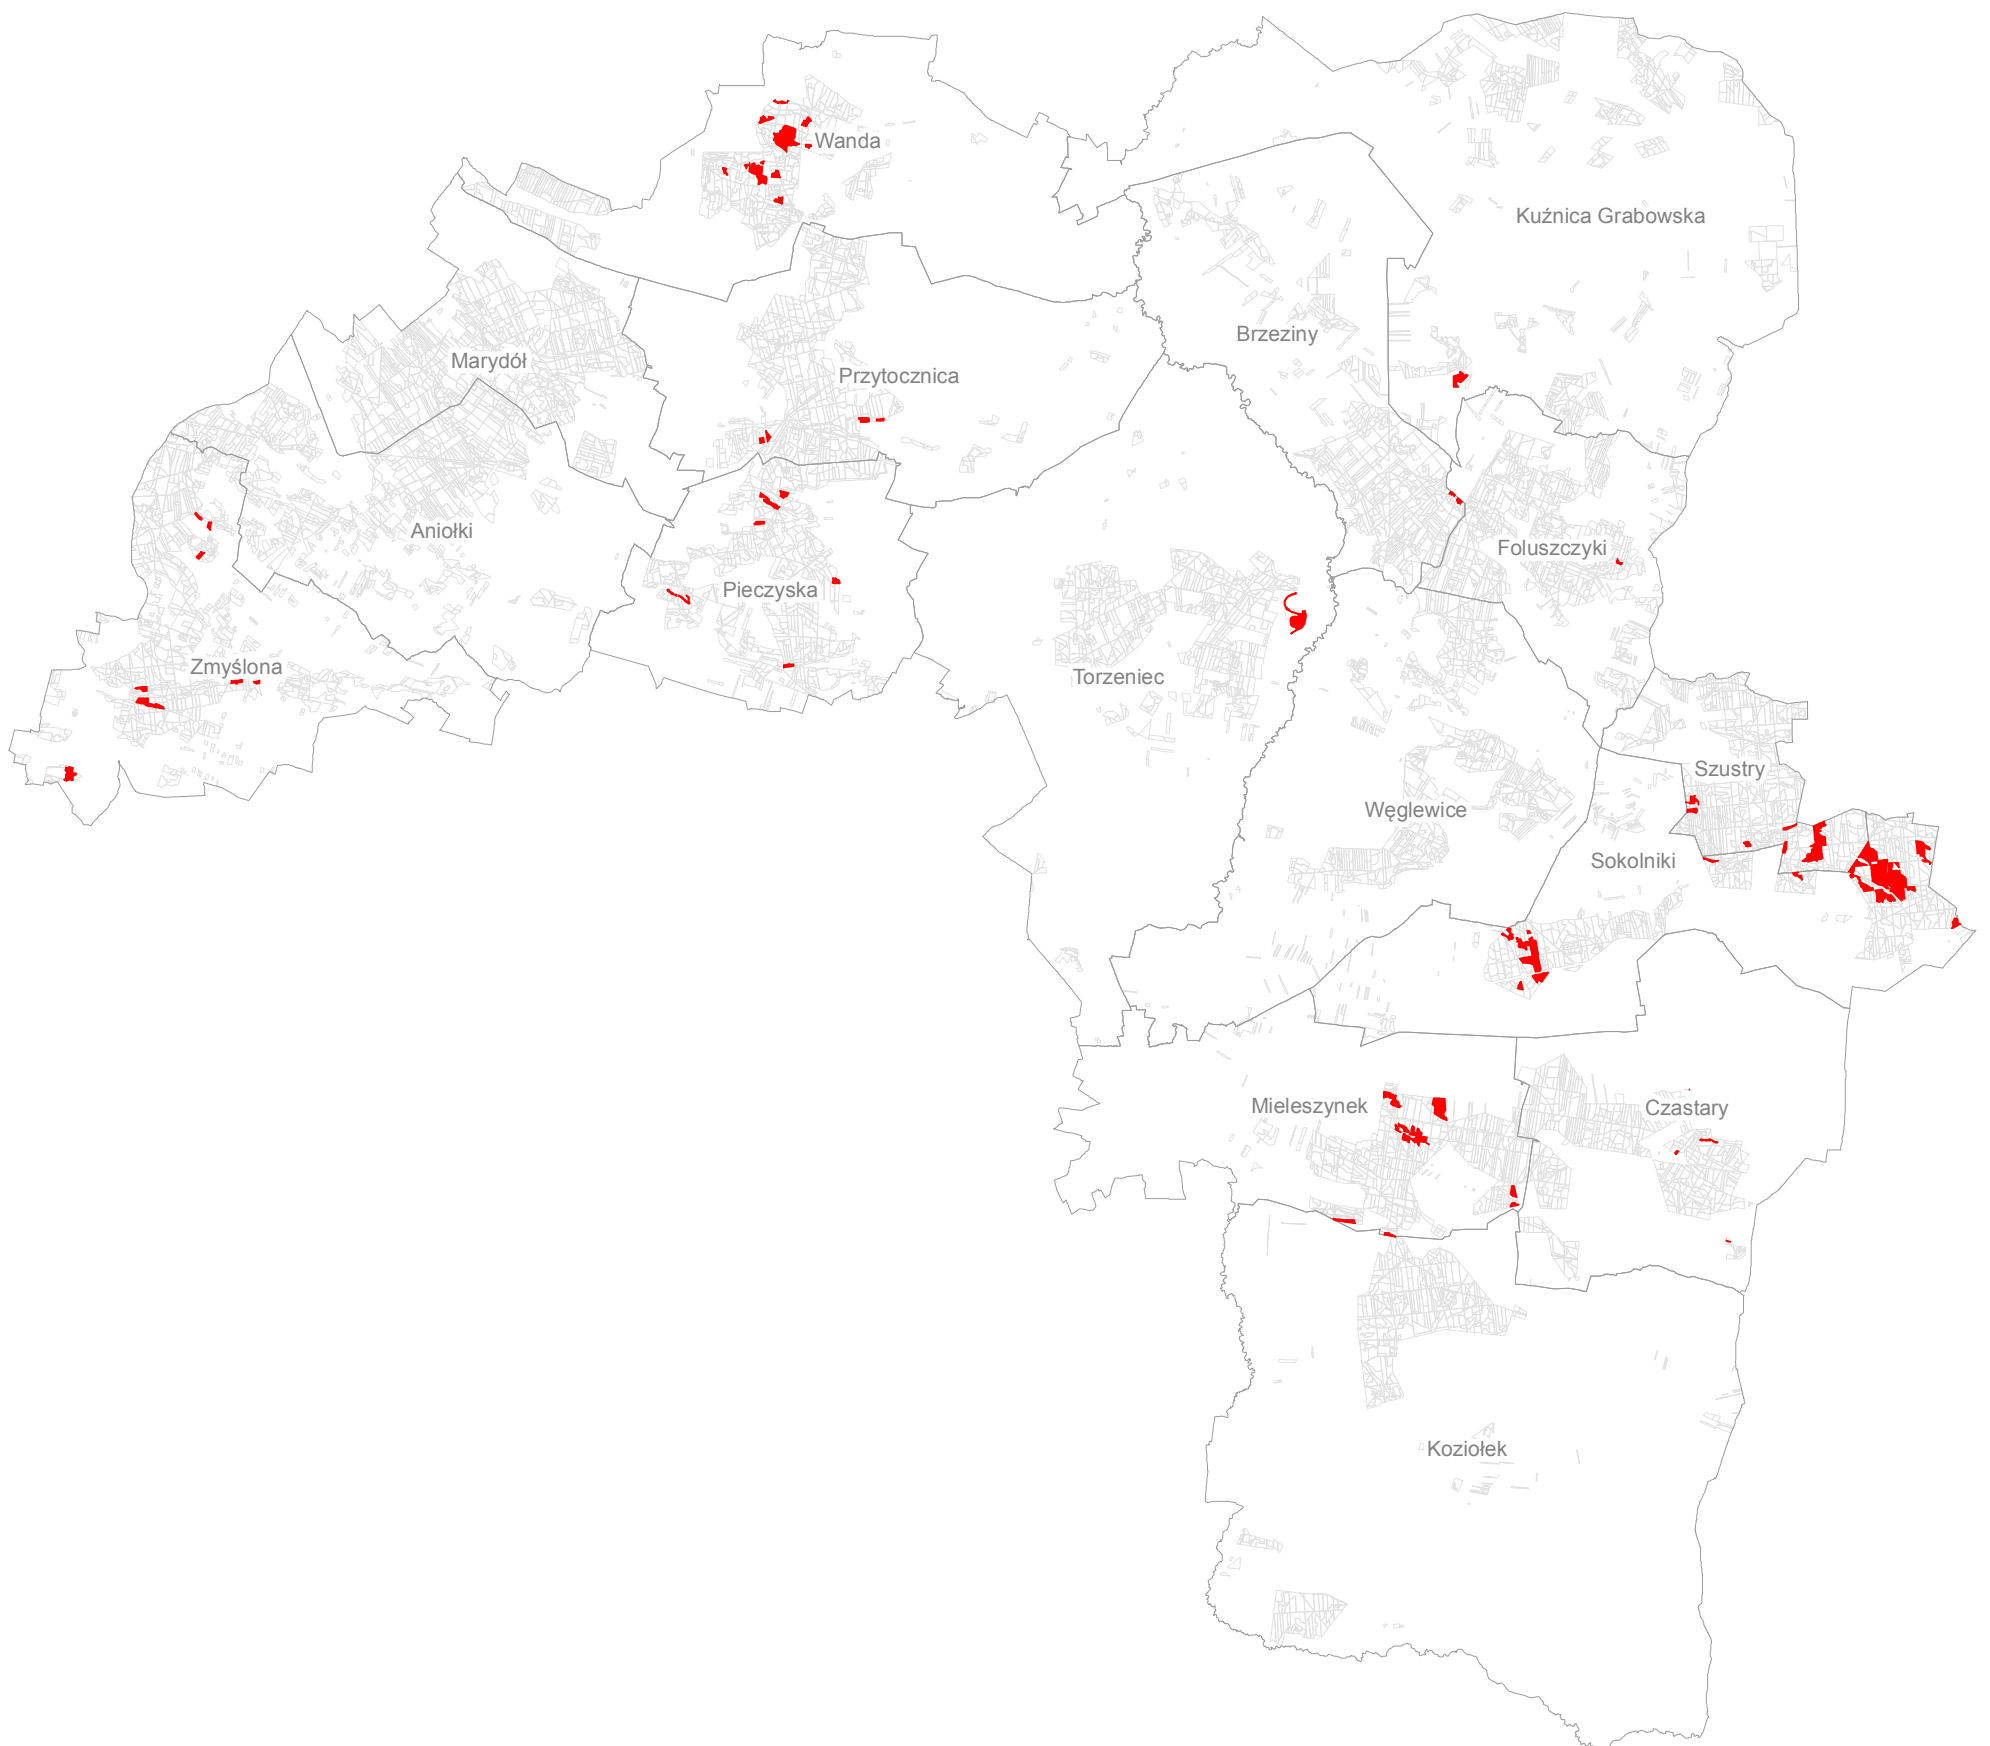 Wanda
Kuźnica Grabowska
Brzeziny
Marydół
Przytocznica
Aniołki
Foluszczyki
Pieczyska
Zmyślona
Torzeniec
Szustry
Węglewice
Sokolniki
Mieleszynek
Czastary
Koziołek